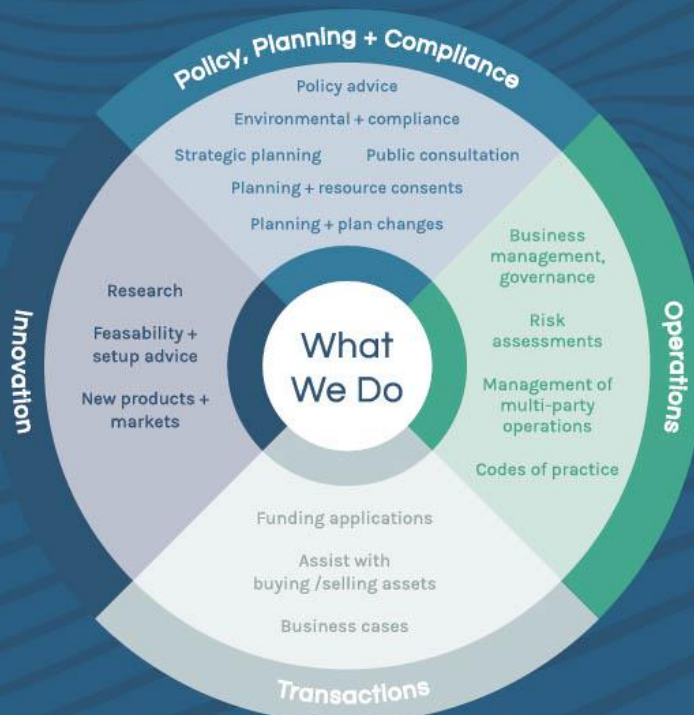 Policy, Planning + Compliance
Policy advice
Environmental + compliance
Strategic planning
Public consultation
Planning + resource consents
Planning + plan changes
Innovation
Research
Feasability +
setup advice
New products +
markets
What
We Do
Business
management,
governance
Risk
assessments
Management of
multi-party
operations
Codes of practice
Operations
Funding applications
Assist with
buying /selling assets
Business cases
Transactions